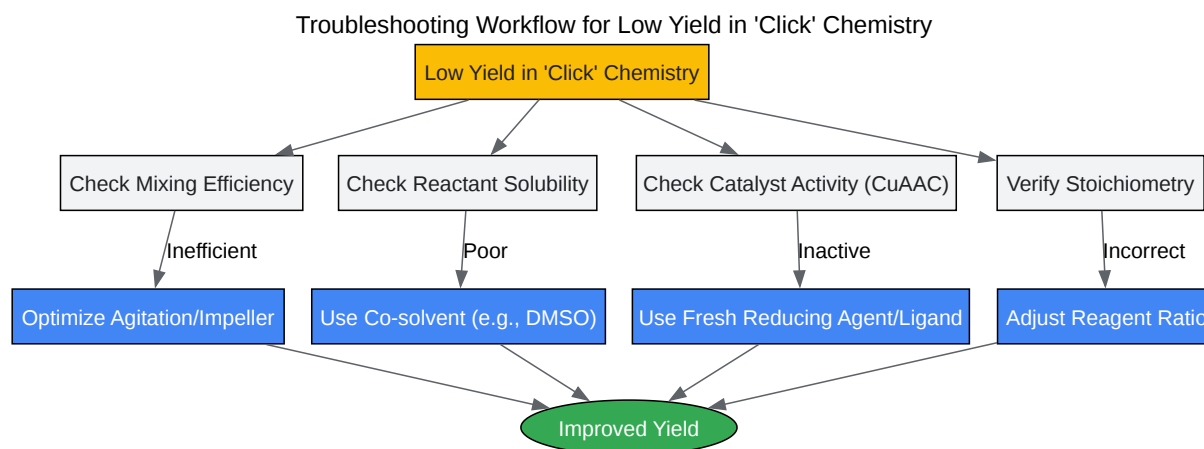 Troubleshooting Workflow for Low Yield in 'Click' Chemistry
Low Yield in 'Click' Chemistry
Check Mixing Efficiency
Check Reactant Solubility
Check Catalyst Activity (CuAAC)
Verify Stoichiometry
Inefficient
Poor
Inactive
Incorrect
Optimize Agitation/Impeller
Use Co-solvent (e.g., DMSO)
Use Fresh Reducing Agent/Ligand
Adjust Reagent Ratio
Improved Yield